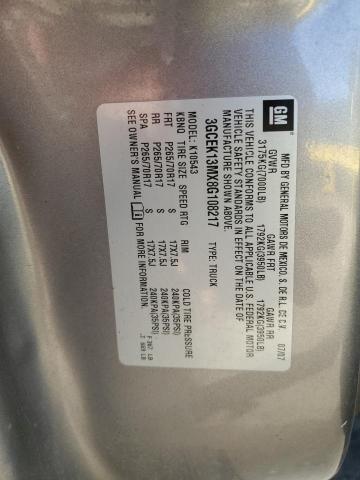 GM
MFG BY GENERAL MOTORS DE MEXICO, S. DE R.L. CE C.V. 07/07
GVWR GAWR FRT GAWR RR
3175KG(7000LB) 1792KG(3950LB) 1792KG(3950LB)
THIS VEHICLE CONFORMS TO ALL APPLICABLE U.S. FEDERAL MOTOR
VEHICLE SAFETY STANDARDS IN EFFECT ON THE DATE OF
MANUFACTURE SHOWN ABOVE.
3GCEK13MX8G108217 TYPE: TRUCK
MODEL: K10543
KBNO TIRE SIZE SPEED RTG RIM COLD TIRE PRESSURE
FRT P265/70R17 S 17X7.5J 240KPA(35PSI)
RR P265/70R17 S 17X7.5J 240KPA(35PSI)
SPA P265/70R17 S 17X7.5J 240KPA(35PSI)
SEE OWNER'S MANUAL FOR MORE INFORMATION.